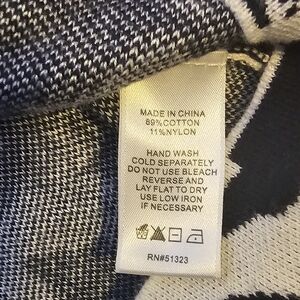 MADE IN CHINA
89%COTTON
11%NYLON
HAND WASH
COLD SEPARATELY
DO NOT USE BLEACH
REVERSE AND
LAY FLAT TO DRY
USE LOW IRON
IF NECESSARY
RN#51323